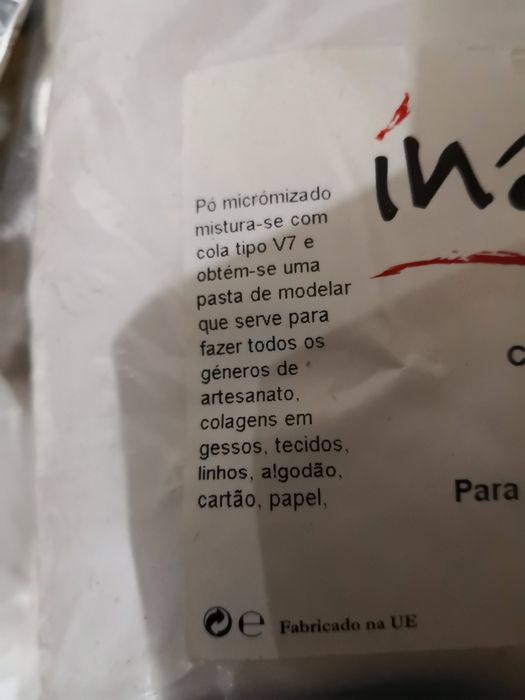 Pó micrómizado
mistura-se com
cola tipo V7 e
obtém-se uma
pasta de modelar
que serve para
fazer todos os
géneros de
artesanato,
colagens em
gessos, tecidos,
linhos, algodão,
cartão, papel,
Para
e Fabricado na UE